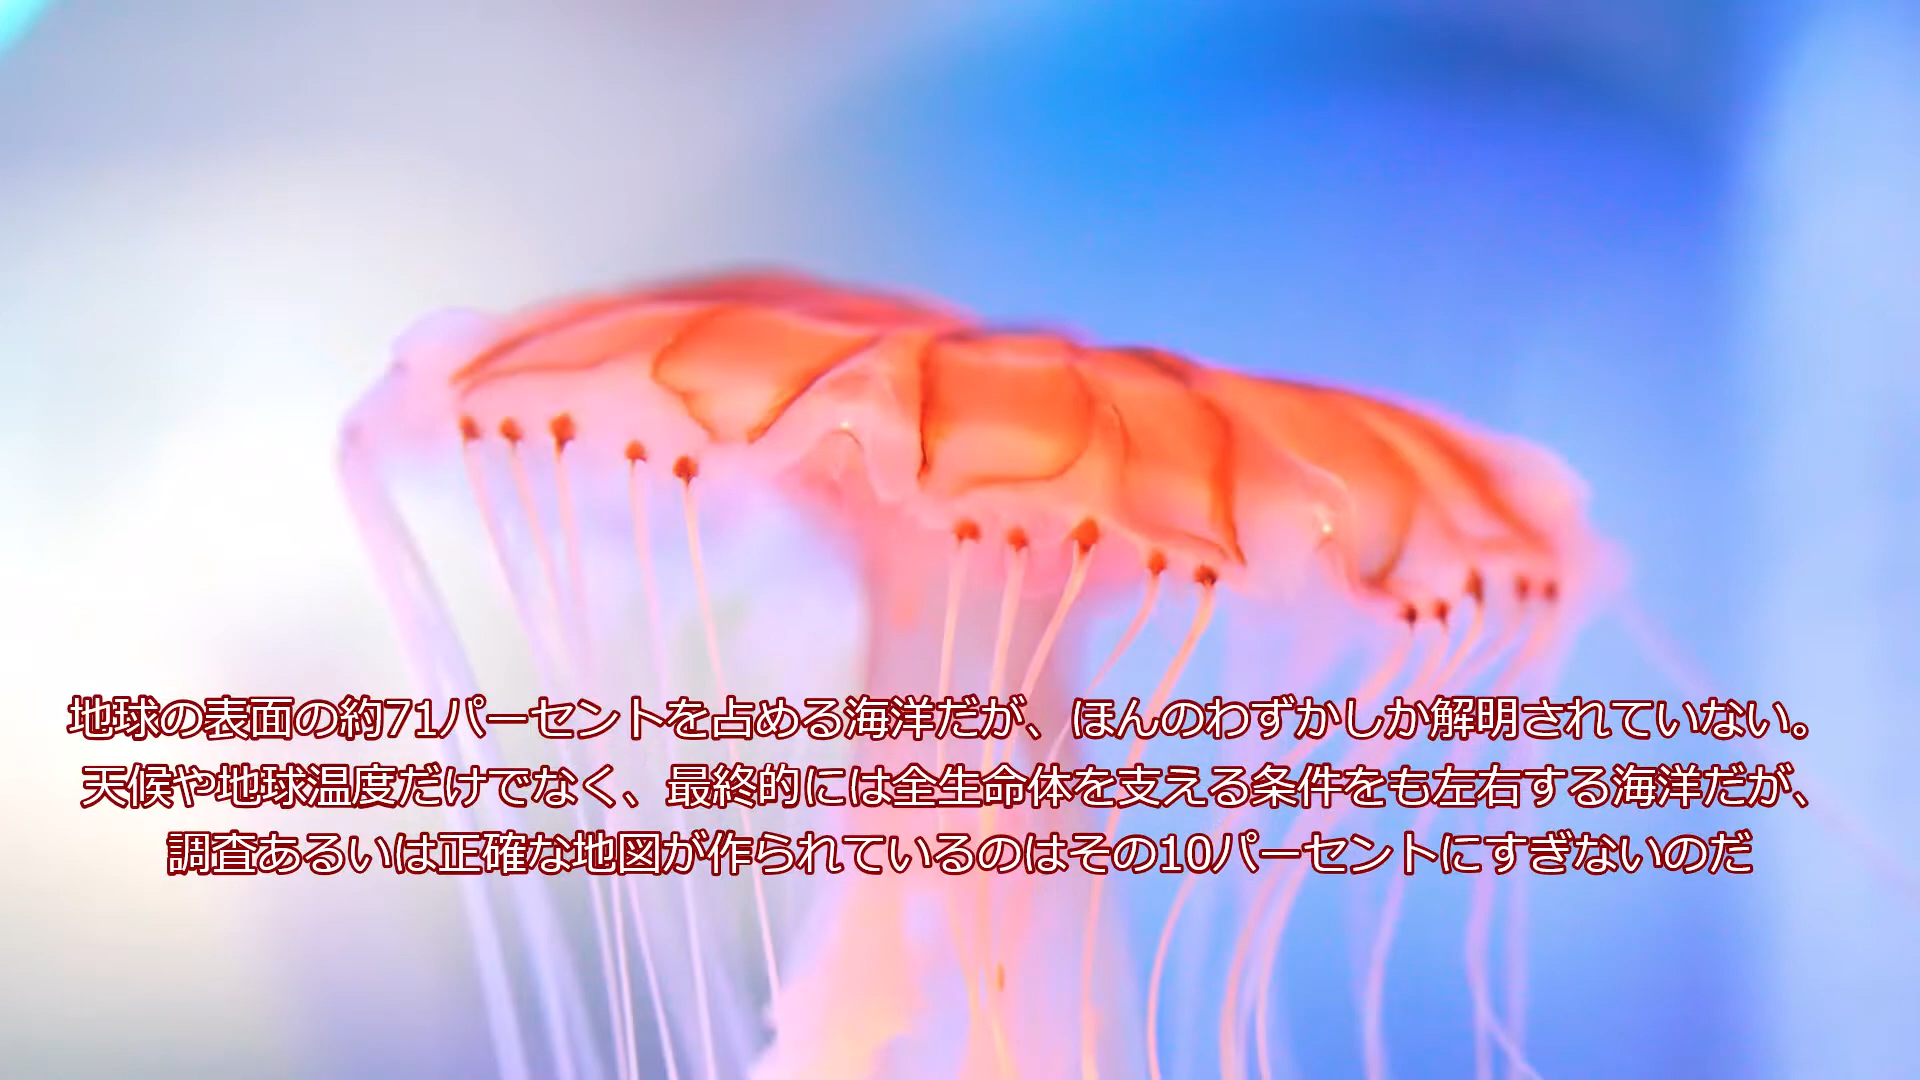 地球の表面の約71パーセントを占める海洋だが、ほんのわずかしか解明されていない。
天候や地球温度だけでなく、最終的には全生命体を支える条件をも左右する海洋だが、
調査あるいは正確な地図が作られているのはその10パーセントにすぎないのだ